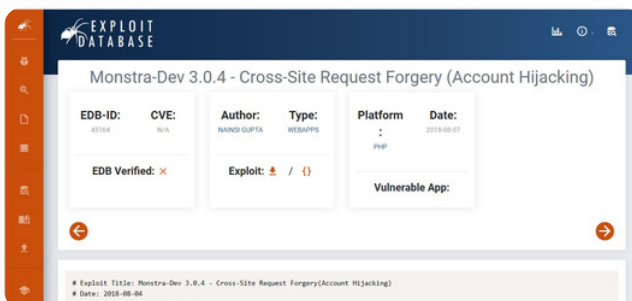 EXPLOIT
DATABASE
Monstra-Dev 3.0.4 - Cross-Site Request Forgery (Account Hijacking)
EDB-ID:
45164
CVE:
N/A
EDB Verified: ×
Author:
NAINSI GUPTA
Type:
WEBAPPS
Exploit: / {}
Platform
:
PHP
Date:
2018-08-07
Vulnerable App:
# Exploit Title: Monstra-Dev 3.0.4 - Cross-Site Request Forgery(Account Hijacking)
# Date: 2018-08-04